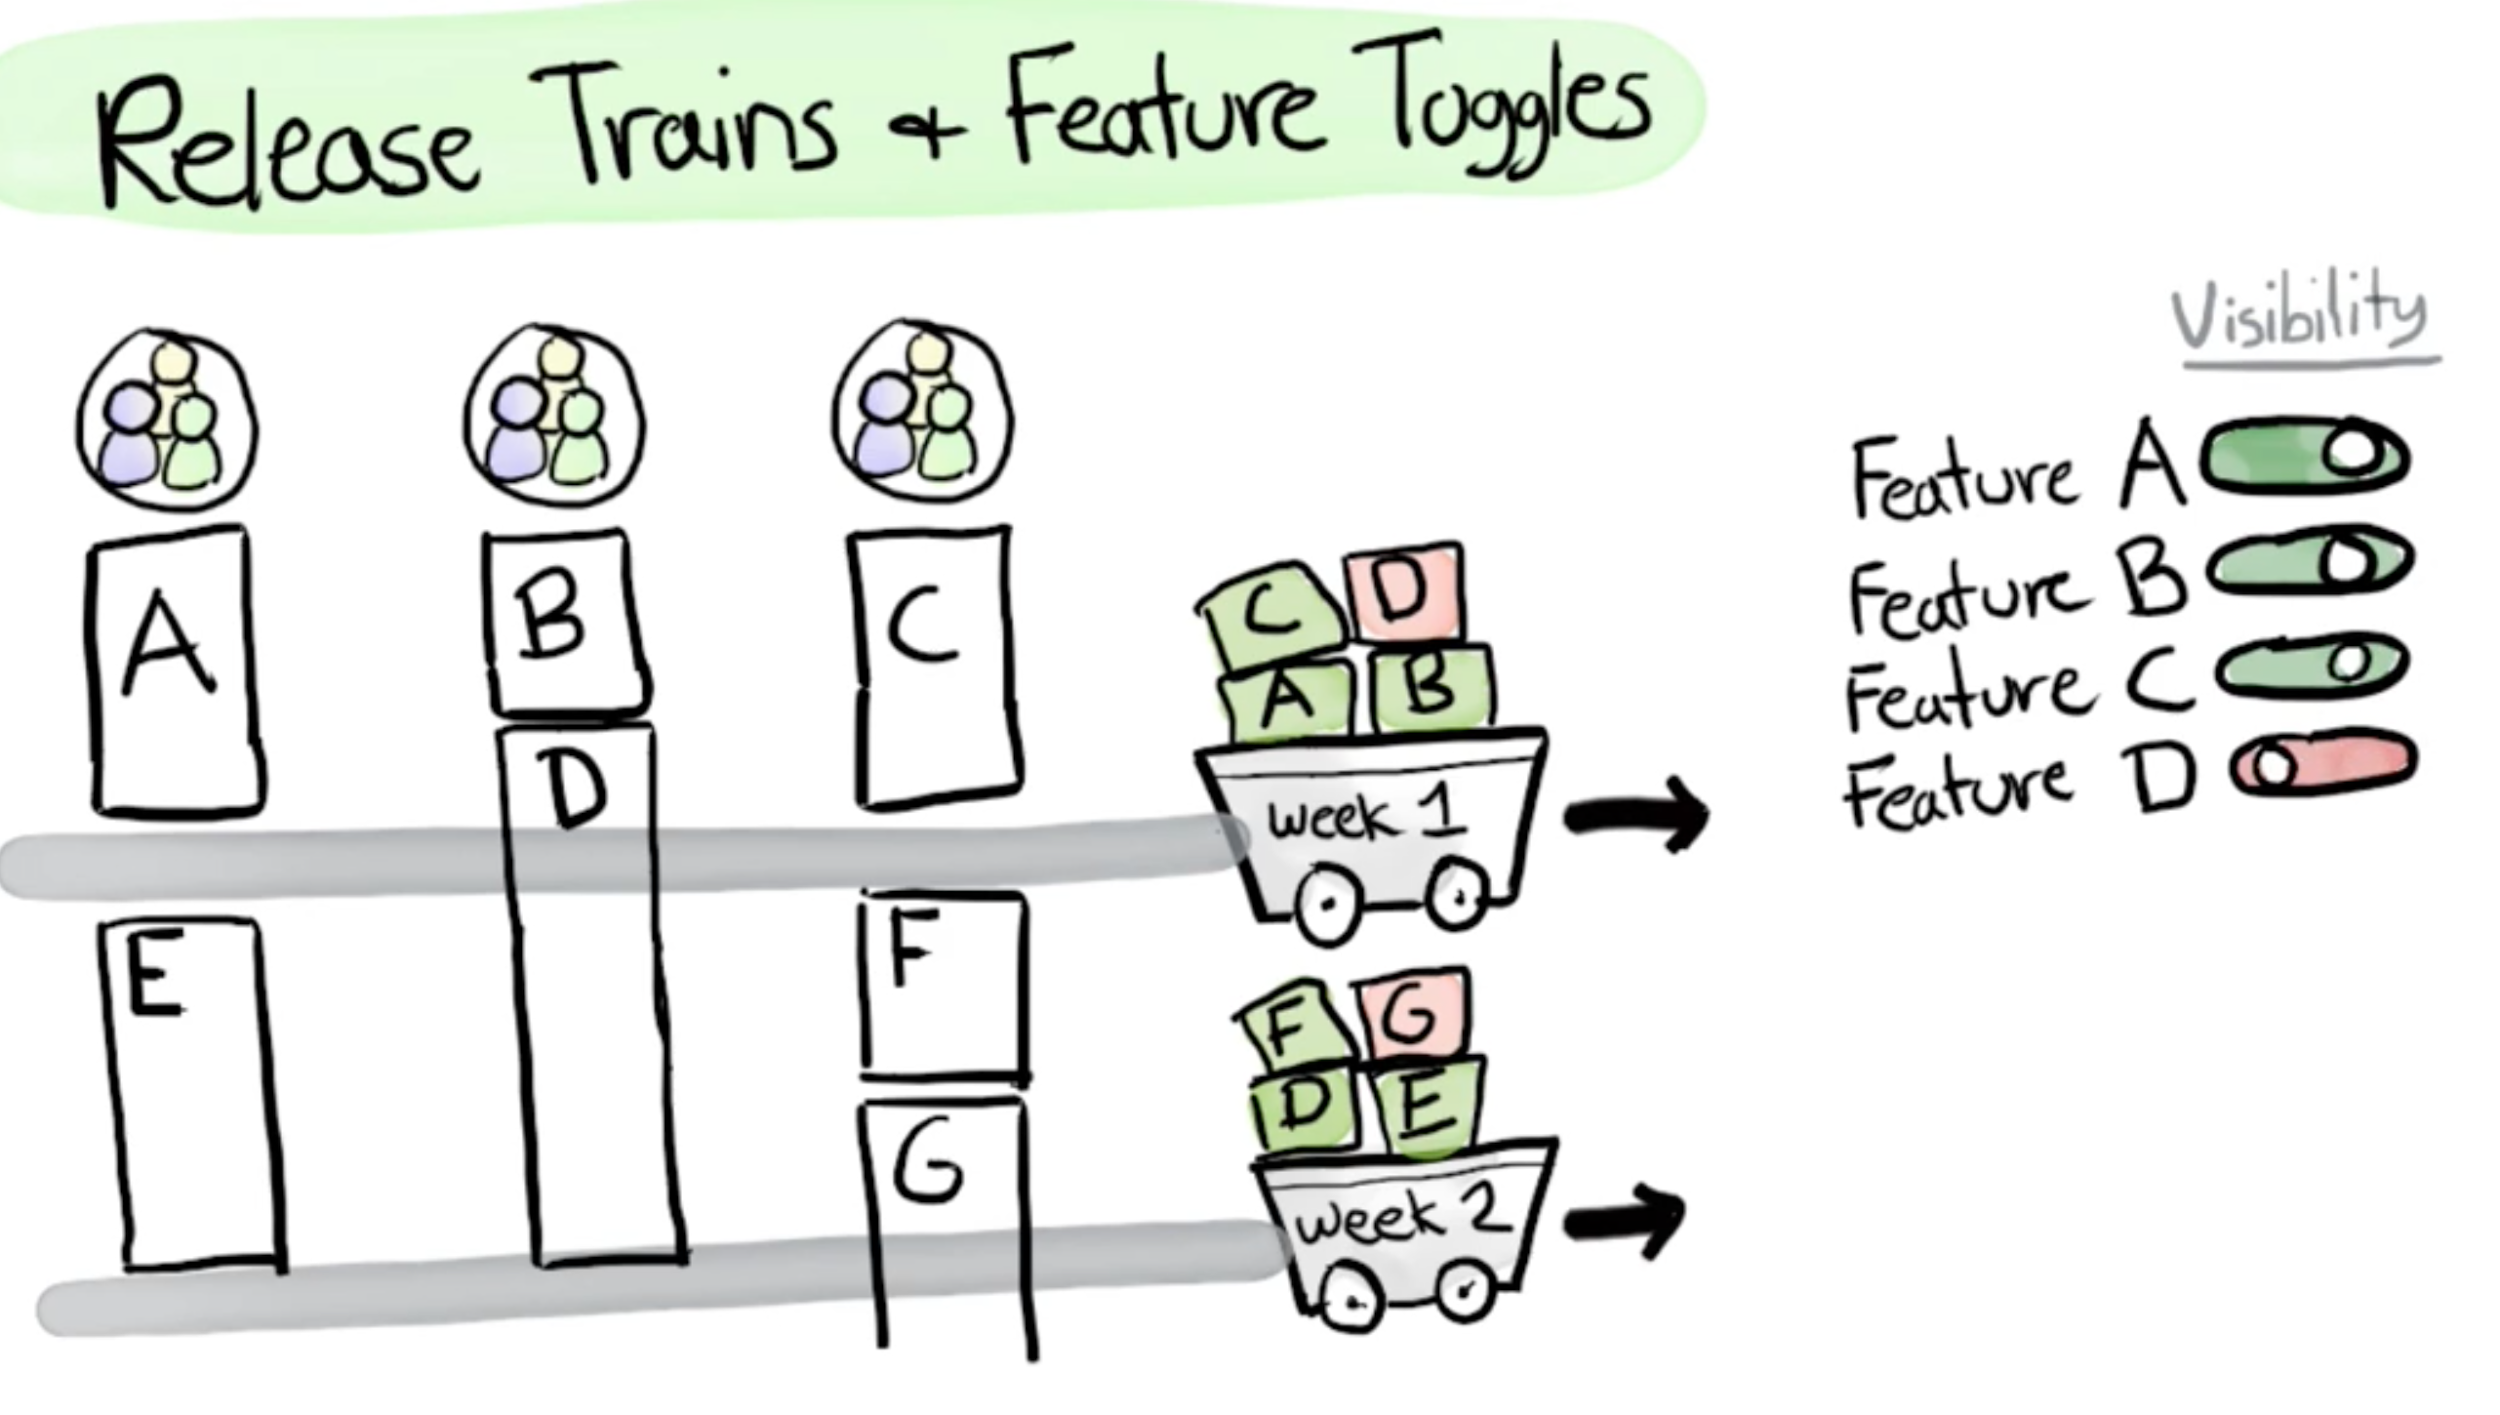 Release Trains & Feature Toggles
Visibility
Feature A
Feature B
Feature C
Feature D
A
B
C
D
E
F
G
C D
A B
week 1
F G
D E
week 2